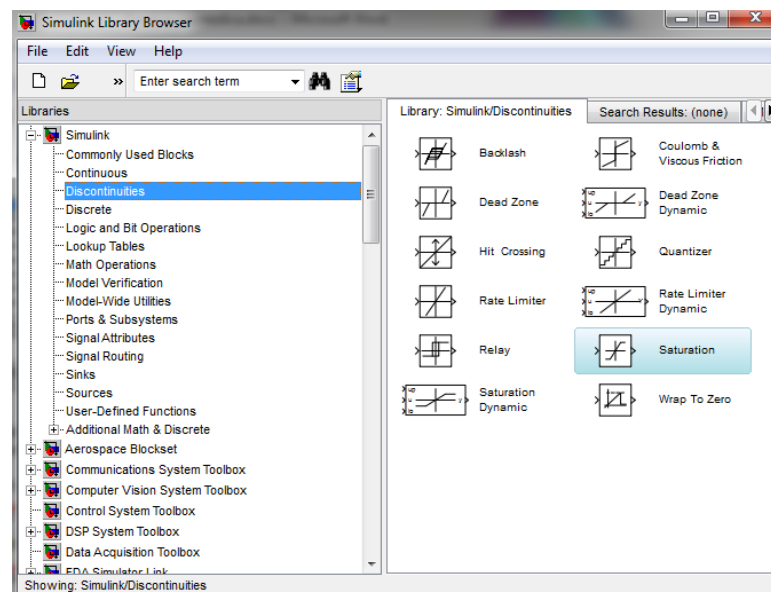 Simulink Library Browser
File Edit View Help
» Enter search term
Libraries
Library: Simulink/Discontinuities
Search Results: (none)
Simulink
Commonly Used Blocks
Continuous
Discontinuities
Discrete
Logic and Bit Operations
Lookup Tables
Math Operations
Model Verification
Model-Wide Utilities
Ports & Subsystems
Signal Attributes
Signal Routing
Sinks
Sources
User-Defined Functions
Additional Math & Discrete
Aerospace Blockset
Communications System Toolbox
Computer Vision System Toolbox
Control System Toolbox
DSP System Toolbox
Data Acquisition Toolbox
EDA Simulator Link
Backlash
Coulomb &
Viscous Friction
Dead Zone
Dead Zone
Dynamic
Hit Crossing
Quantizer
Rate Limiter
Rate Limiter
Dynamic
Relay
Saturation
Saturation
Dynamic
Wrap To Zero
Showing: Simulink/Discontinuities